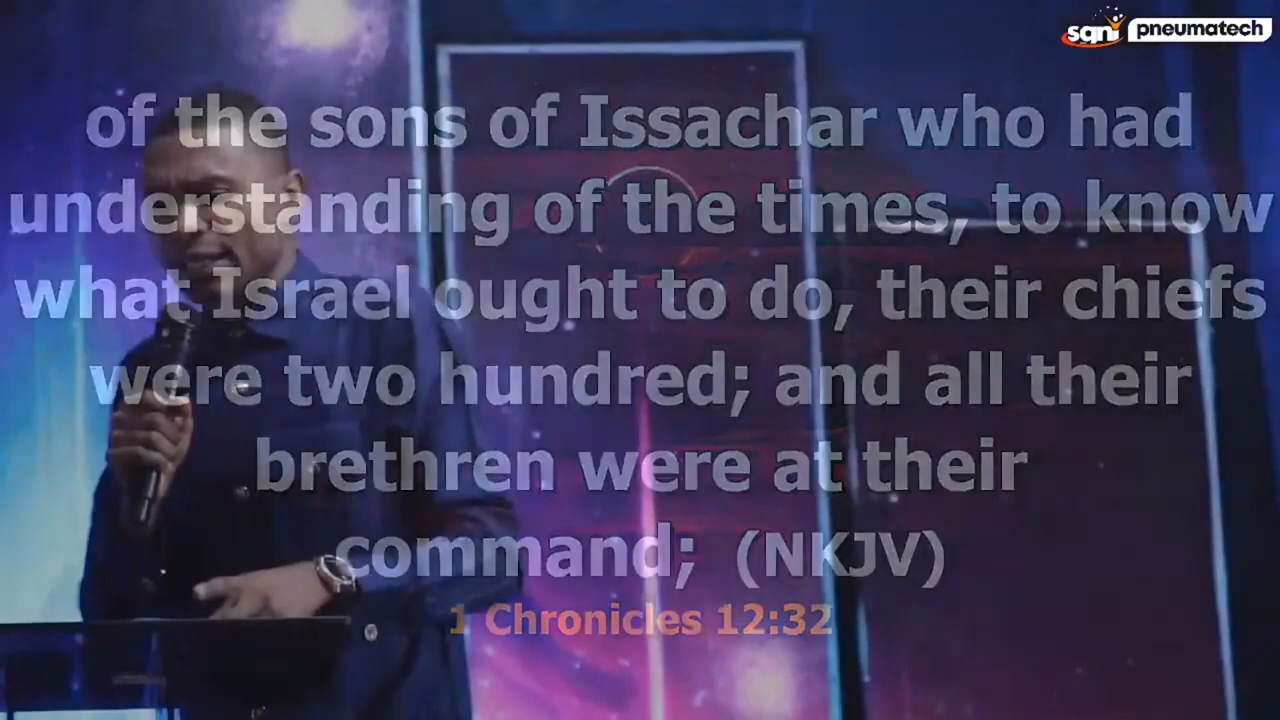 sqni pneumatech
of the sons of Issachar who had
understanding of the times, to know
what Israel ought to do, their chiefs
were two hundred; and all their
brethren were at their
command; (NKJV)
1 Chronicles 12:32